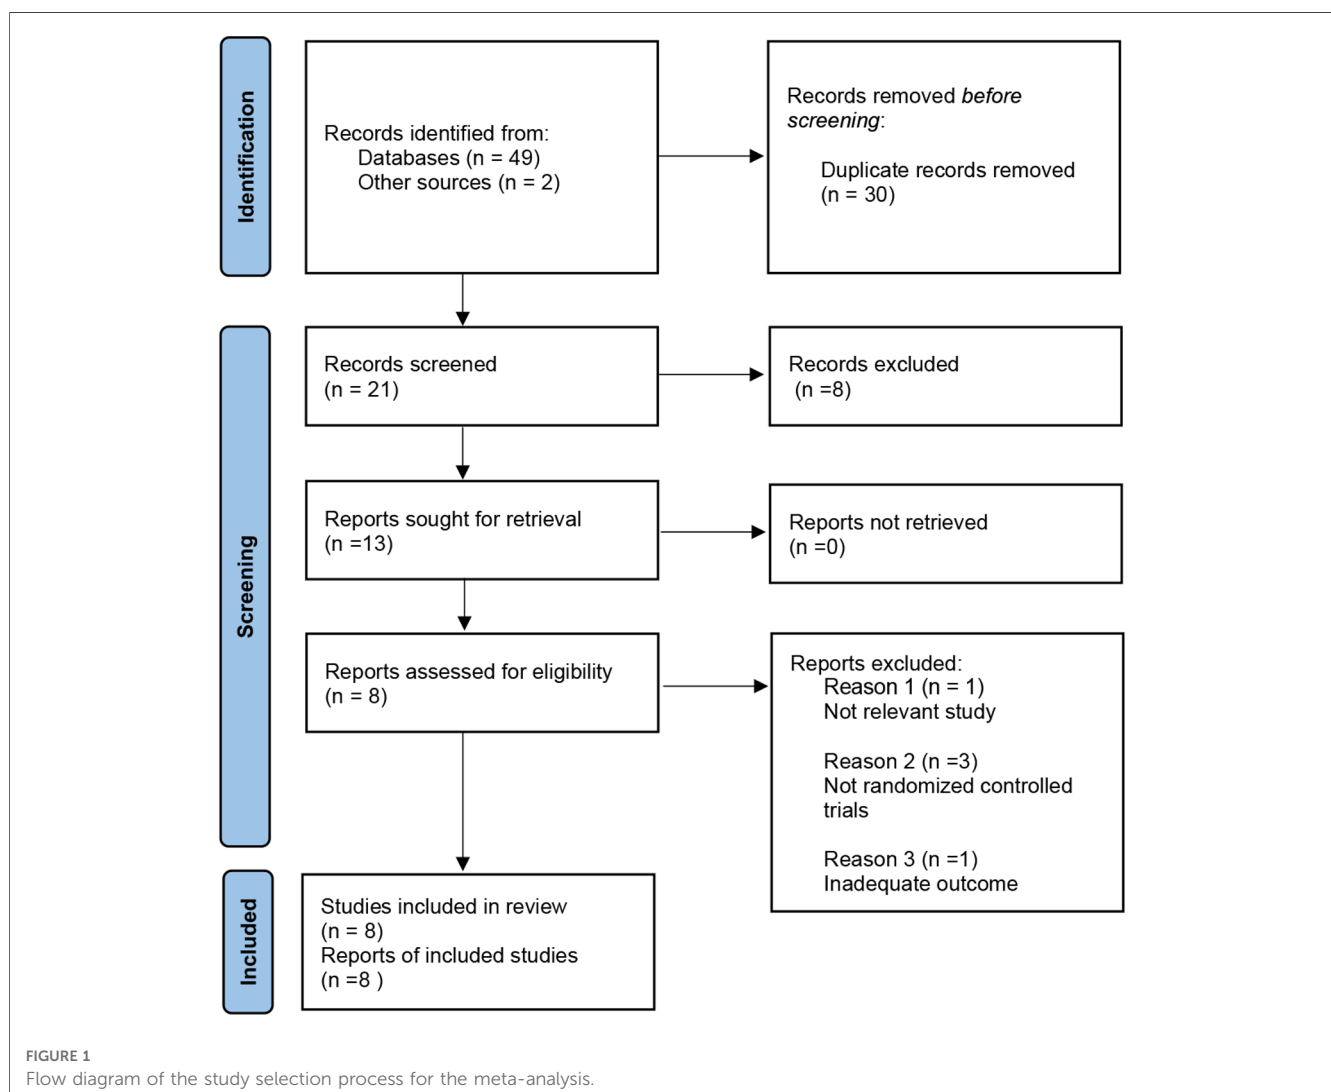 Identification
Records identified from:
Databases (n = 49)
Other sources (n = 2)
Records removed before
screening:
Duplicate records removed
(n = 30)
Screening
Records screened
(n = 21)
Records excluded
(n =8)
Reports sought for retrieval
(n =13)
Reports not retrieved
(n =0)
Reports assessed for eligibility
(n = 8)
Reports excluded:
Reason 1 (n = 1)
Not relevant study
Reason 2 (n =3)
Not randomized controlled
trials
Reason 3 (n =1)
Inadequate outcome
Included
Studies included in review
(n = 8)
Reports of included studies
(n =8 )
FIGURE 1
Flow diagram of the study selection process for the meta-analysis.